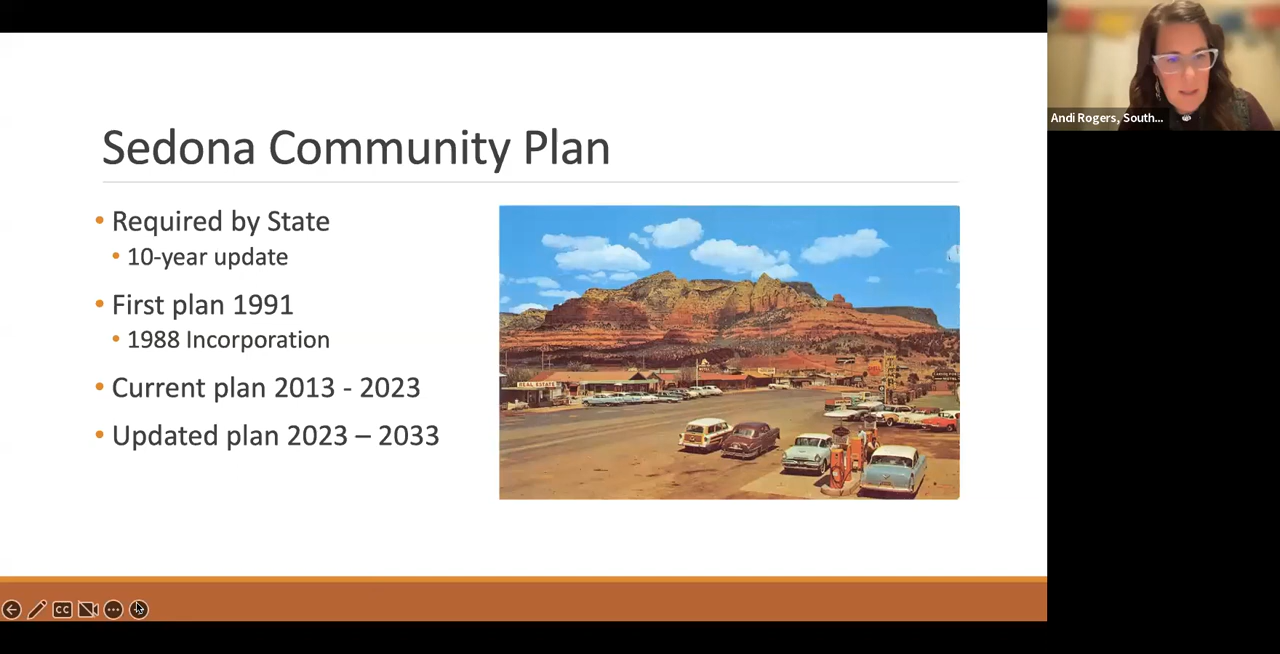 Sedona Community Plan
• Required by State
• 10-year update
• First plan 1991
• 1988 Incorporation
• Current plan 2013 - 2023
• Updated plan 2023 – 2033
REAL ESTATE
Andi Rogers, South...
CC